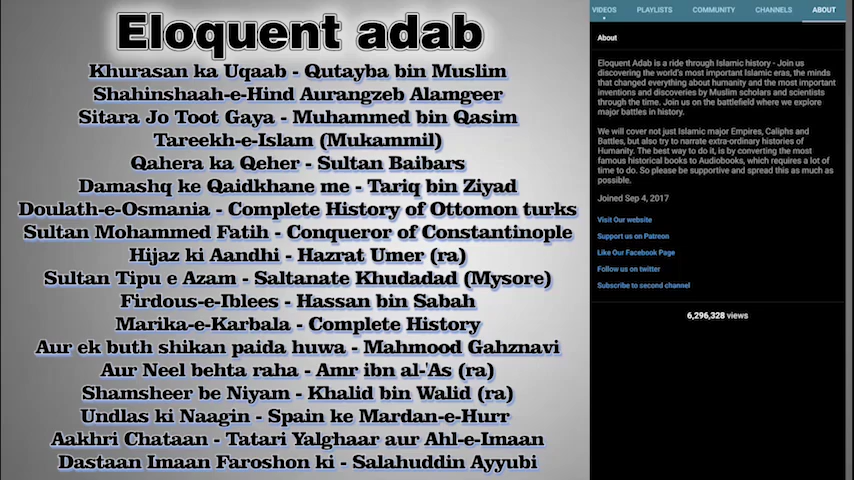 Eloquent adab
Khurasan ka Uqaab - Qutayba bin Muslim
Shahinshaah-e-Hind Aurangzeb Alamgeer
Sitara Jo Toot Gaya - Muhammed bin Qasim
Tareekh-e-Islam (Mukammil)
Qahera ka Qeher - Sultan Baibars
Damashq ke Qaidkhane me - Tariq bin Ziyad
Doulath-e-Osmania - Complete History of Ottomon turks
Sultan Mohammed Fatih - Conqueror of Constantinople
Hijaz ki Aandhi - Hazrat Umer (ra)
Sultan Tipu e Azam - Saltanate Khudadad (Mysore)
Firdous-e-Iblees - Hassan bin Sabah
Marika-e-Karbala - Complete History
Aur ek buth shikan paida huwa - Mahmood Gahznavi
Aur Neel behta raha - Amr ibn al-'As (ra)
Shamsheer be Niyam - Khalid bin Walid (ra)
Undlas ki Naagin - Spain ke Mardan-e-Hurr
Aakhri Chataan - Tatari Yalghaar aur Ahl-e-Imaan
Dastaan Imaan Faroshon ki - Salahuddin Ayyubi
VIDEOS PLAYLISTS COMMUNITY CHANNELS ABOUT
About
Eloquent Adab is a ride through Islamic history - Join us
discovering the world's most important Islamic eras, the minds
that changed everything about humanity and the most important
inventions and discoveries by Muslim scholars and scientists
through the time. Join us on the battlefield where we explore
major battles in history.
We will cover not just Islamic major Empires, Caliphs and
Battles, but also try to narrate extra-ordinary histories of
Humanity. The best way to do it, is by converting the most
famous historical books to Audiobooks, which requires a lot of
time to do. So please be supportive and spread this as much as
possible.
Joined Sep 4, 2017
Visit Our website
Support us on Patreon
Like Our Facebook Page
Follow us on twitter
Subscribe to second channel
6,296,328 views